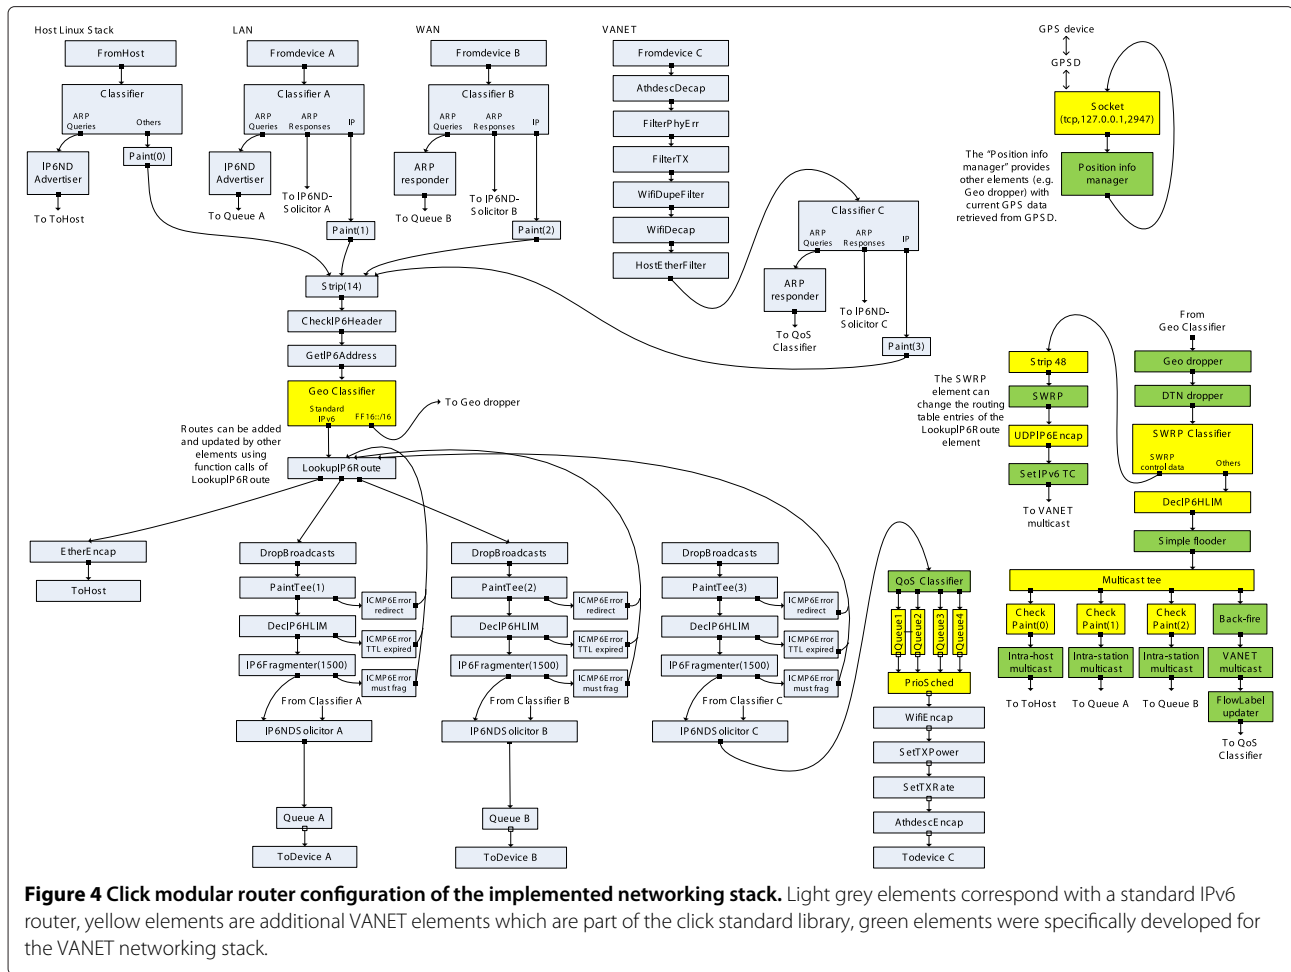 Host Linux Stack
LAN
WAN
VANET
FromHost
Classifier
ARP
Queries
Others
IP6ND
Advertiser
To ToHost
Paint(0)
Fromdevice A
Classifier A
ARP
Queries
ARP
Responses
IP
IP6ND
Advertiser
To Queue A
To IP6ND-
Solicitor A
Paint(1)
Fromdevice B
Classifier B
ARP
Queries
ARP
Responses
IP
ARP
responder
To Queue B
To IP6ND-
Solicitor B
Paint(2)
Fromdevice C
AthdescDecap
FilterPhyErr
FilterTX
WifiDupeFilter
WifiDecap
HostEtherFilter
Classifier C
ARP
Queries
ARP
Responses
IP
ARP
responder
To QoS
Classifier
To IP6ND-
Solicitor C
Paint(3)
GPS device
GPSD
Socket
(tcp,127.0.0.1,2947)
Position info
manager
The "Position info
manager" provides
other elements (e.g.
Geo dropper) with
current GPS data
retrieved from GPSD.
Strip(14)
CheckIP6Header
GetIP6Address
Geo Classifier
Standard
IPv6
FF16::/16
To Geo dropper
Routes can be added
and updated by other
elements using
function calls of
LookupIP6Route
LookupIP6Route
EtherEncap
ToHost
DropBroadcasts
PaintTee(1)
DecIP6HLIM
IP6Fragmenter(1500)
ICMP6Error
redirect
ICMP6Error
TTL expired
ICMP6Error
must frag
From Classifier A
IP6NDSolicitor A
Queue A
ToDevice A
DropBroadcasts
PaintTee(2)
DecIP6HLIM
IP6Fragmenter(1500)
ICMP6Error
redirect
ICMP6Error
TTL expired
ICMP6Error
must frag
From Classifier B
IP6NDSolicitor B
Queue B
ToDevice B
DropBroadcasts
PaintTee(3)
DecIP6HLIM
IP6Fragmenter(1500)
ICMP6Error
redirect
ICMP6Error
TTL expired
ICMP6Error
must frag
From Classifier C
IP6NDSolicitor C
QoS Classifier
Queue1
Queue2
Queue3
Queue4
PrioSched
WifiEncap
SetTXPower
SetTXRate
AthdescEncap
Todevice C
The SWRP
element can
change the routing
table entries of the
LookupIP6Route
element
Strip 48
SWRP
UDPIP6Encap
Set IPv6 TC
To VANET
multicast
From
Geo Classifier
Geo dropper
DTN dropper
SWRP Classifier
SWRP
control data
Others
DecIP6HLIM
Simple flooder
Multicast tee
Check
Paint(0)
Check
Paint(1)
Check
Paint(2)
Back-fire
Intra-host
multicast
Intra-station
multicast
Intra-station
multicast
VANET
multicast
To ToHost
To Queue A
To Queue B
FlowLabel
updater
To QoS
Classifier
Figure 4 Click modular router configuration of the implemented networking stack. Light grey elements correspond with a standard IPv6
router, yellow elements are additional VANET elements which are part of the click standard library, green elements were specifically developed for
the VANET networking stack.